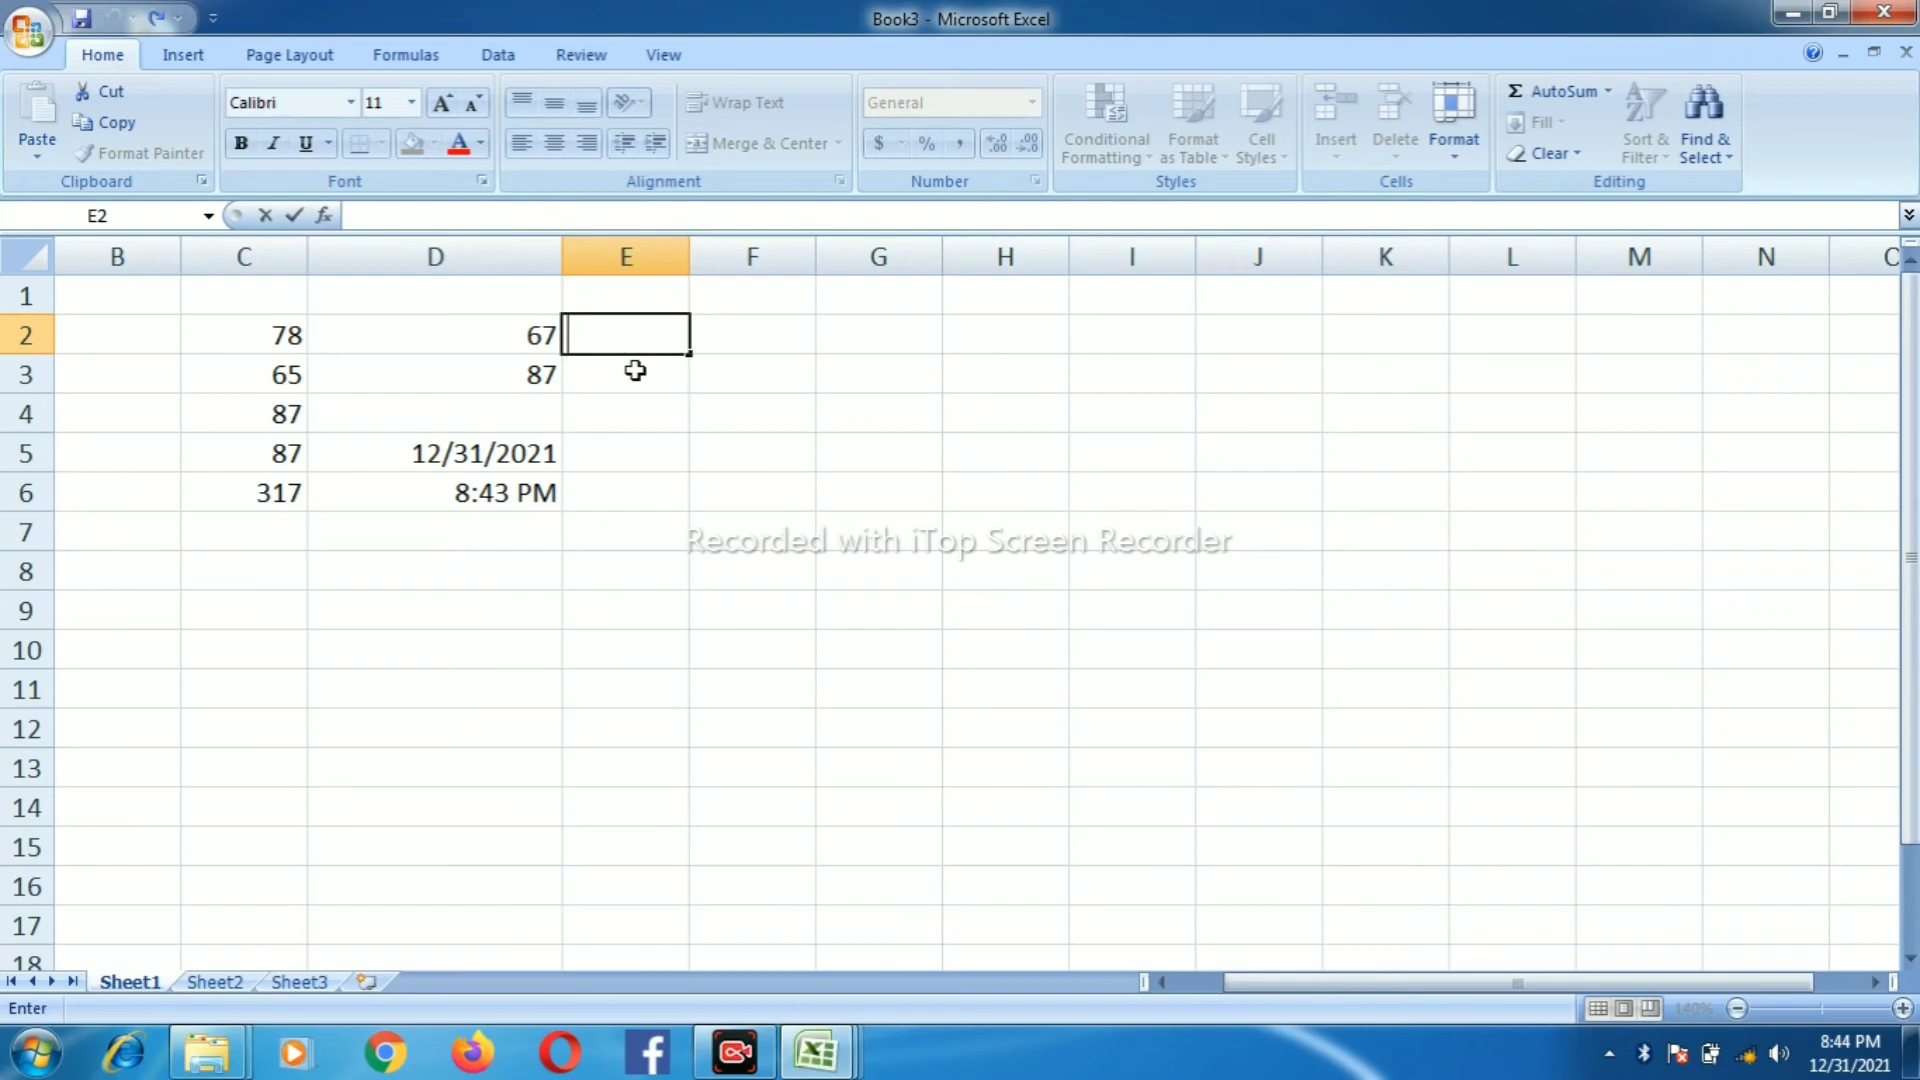 Book3 - Microsoft Excel
Home Insert Page Layout Formulas Data Review View
Paste
Cut
Copy
Format Painter
Clipboard
Calibri 11
B I U
Font
Wrap Text
Merge & Center
Alignment
General
$ % ,
Number
Conditional Formatting
Format as Table
Cell Styles
Styles
Insert Delete Format
Cells
Σ AutoSum
Fill
Clear
Sort & Filter
Find & Select
Editing
E2 fx
B C D E F G H I J K L M N
1
2 78 67
3 65 87
4 87
5 87 12/31/2021
6 317 8:43 PM
7
Recorded with iTop Screen Recorder
8
9
10
11
12
13
14
15
16
17
18
Sheet1 Sheet2 Sheet3
Enter 140%
8:44 PM
12/31/2021